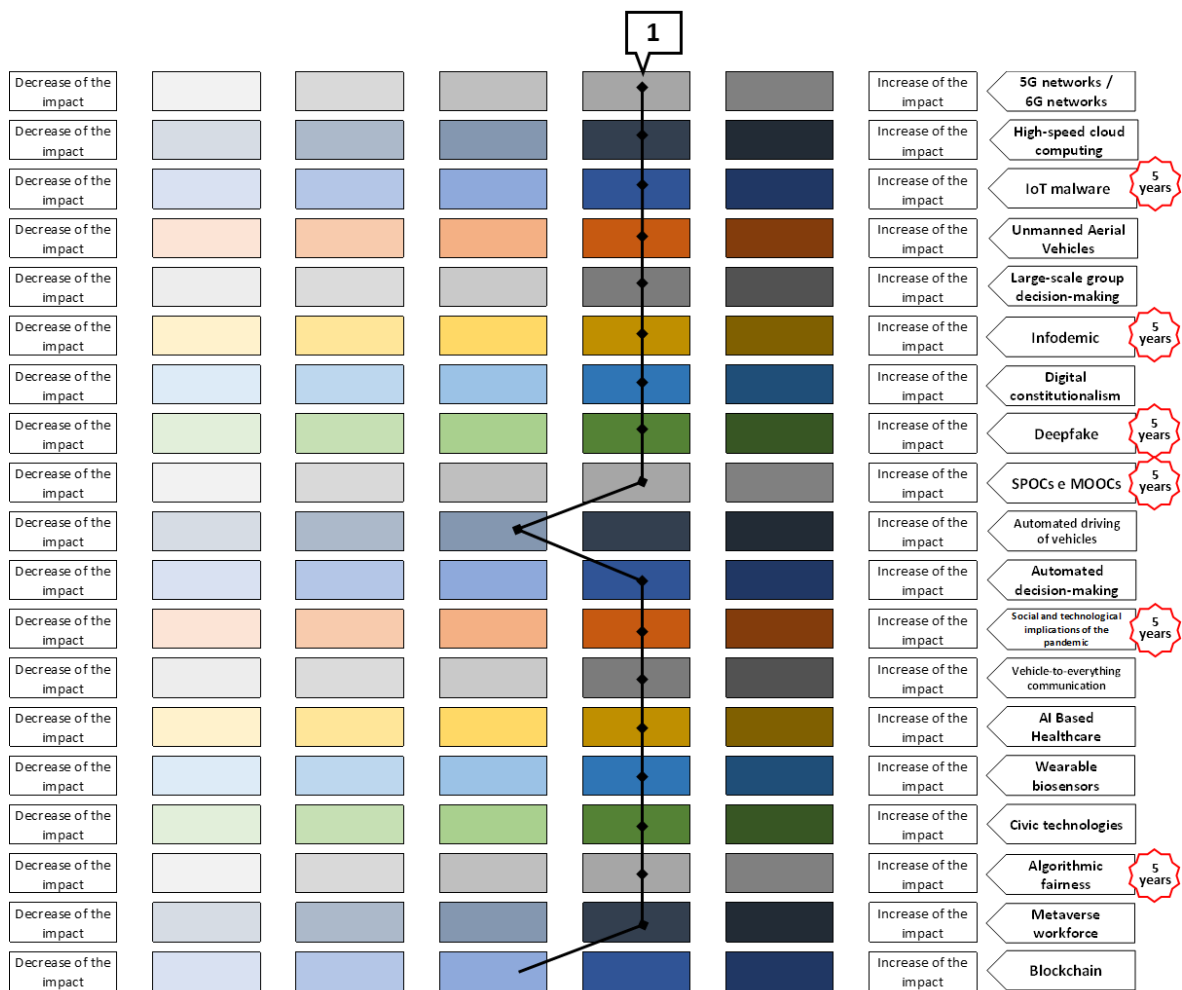 1
Decrease of the
impact
Increase of the
impact
5G networks /
6G networks
Decrease of the
impact
Increase of the
impact
High-speed cloud
computing
Decrease of the
impact
Increase of the
impact
IoT malware
5
years
Decrease of the
impact
Increase of the
impact
Unmanned Aerial
Vehicles
Decrease of the
impact
Increase of the
impact
Large-scale group
decision-making
Decrease of the
impact
Increase of the
impact
Infodemic
5
years
Decrease of the
impact
Increase of the
impact
Digital
constitutionalism
Decrease of the
impact
Increase of the
impact
Deepfake
5
years
Decrease of the
impact
Increase of the
impact
SPOCs e MOOCs
5
years
Decrease of the
impact
Increase of the
impact
Automated driving
of vehicles
Decrease of the
impact
Increase of the
impact
Automated
decision-making
Decrease of the
impact
Increase of the
impact
Social and technological
implications of the
pandemic
5
years
Decrease of the
impact
Increase of the
impact
Vehicle-to-everything
communication
Decrease of the
impact
Increase of the
impact
AI Based
Healthcare
Decrease of the
impact
Increase of the
impact
Wearable
biosensors
Decrease of the
impact
Increase of the
impact
Civic technologies
Decrease of the
impact
Increase of the
impact
Algorithmic
fairness
5
years
Decrease of the
impact
Increase of the
impact
Metaverse
workforce
Decrease of the
impact
Increase of the
impact
Blockchain